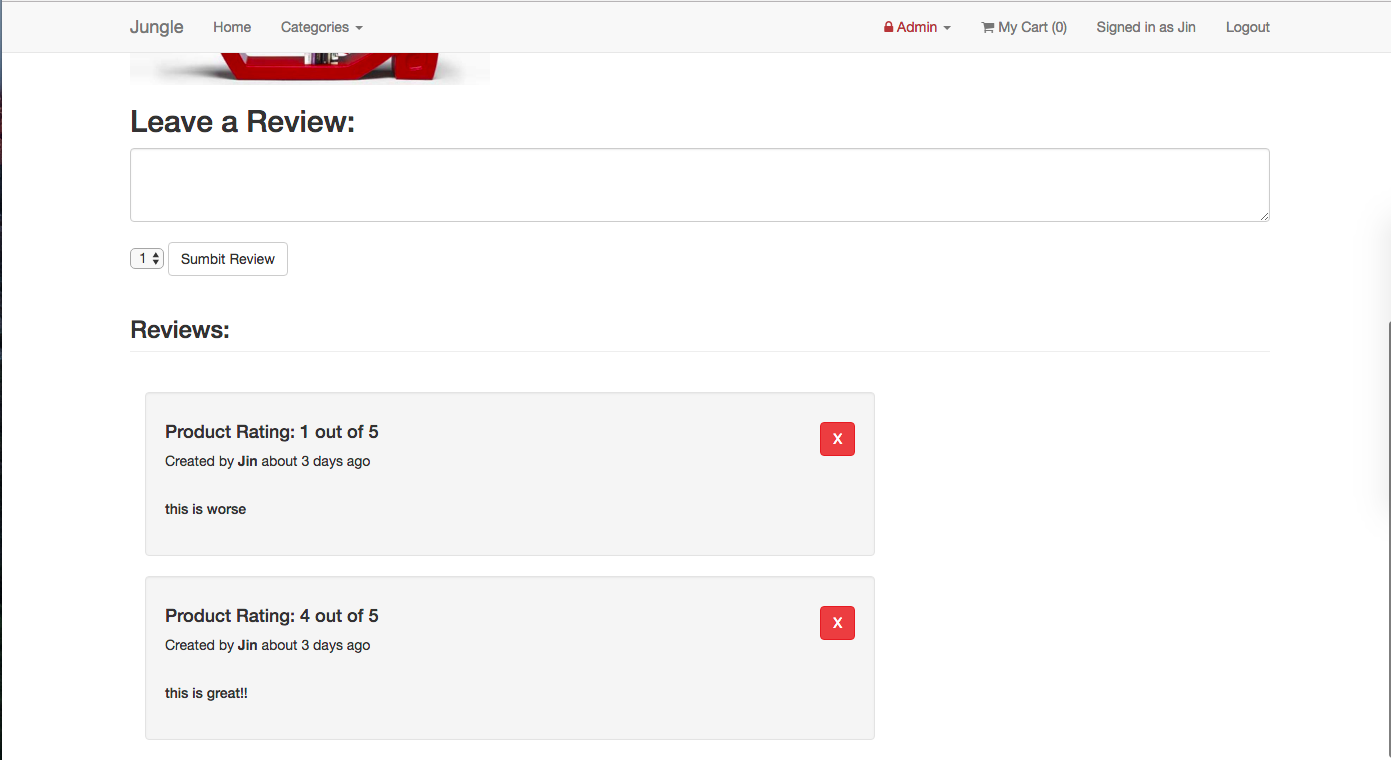 Jungle Home Categories Admin My Cart (0) Signed in as Jin Logout
Leave a Review:
1 Sumbit Review
Reviews:
Product Rating: 1 out of 5 X
Created by Jin about 3 days ago
this is worse
Product Rating: 4 out of 5 X
Created by Jin about 3 days ago
this is great!!